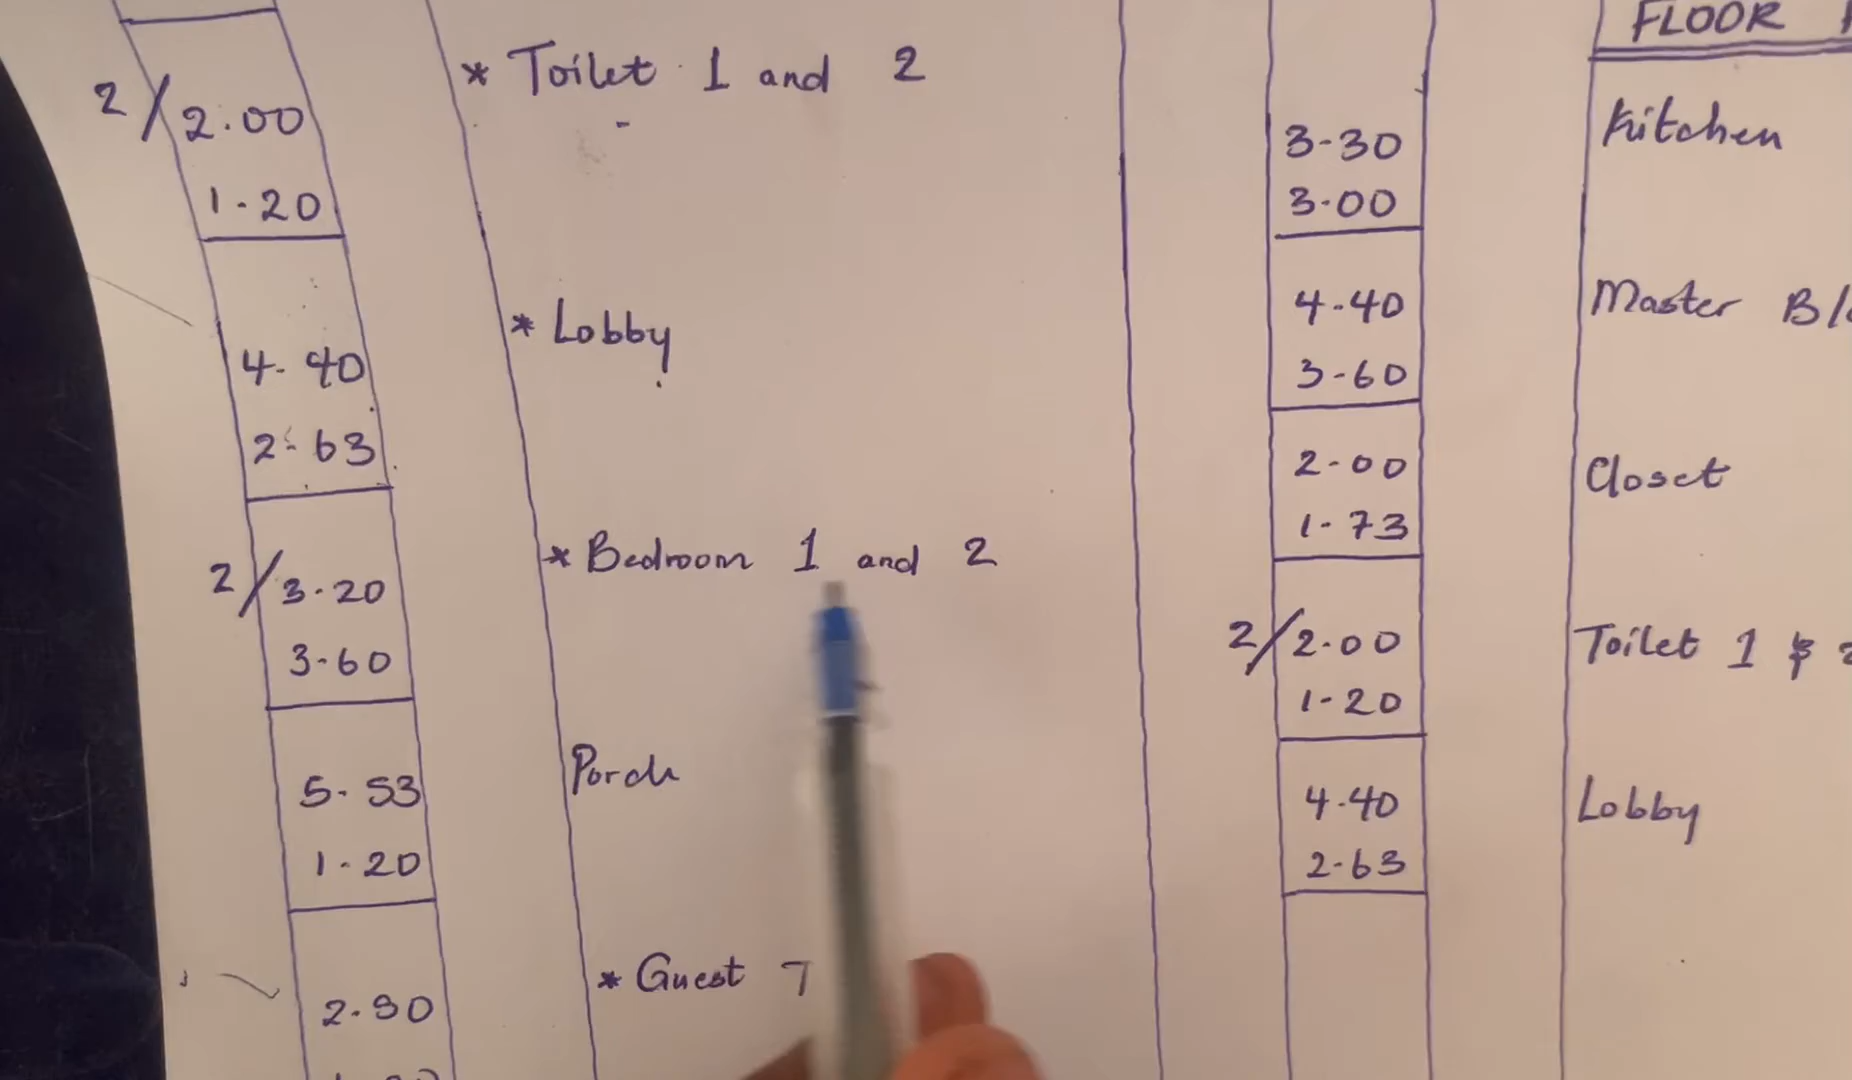 2/2.00
1.20
* Toilet 1 and 2
4.40
2.63
* Lobby
2/3.20
3.60
* Bedroom 1 and 2
5.53
1.20
Porch
2.90
* Guest T
FLOOR
3.30
3.00
Kitchen
4.40
3.60
Master B/
2.00
1.73
Closet
2/2.00
1.20
Toilet 1 & 2
4.40
2.63
Lobby